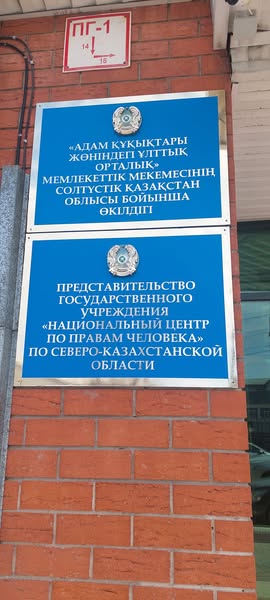 ПГ-1
14
16
«АДАМ ҚҰҚЫҚТАРЫ
ЖӨНІНДЕГІ ҰЛТТЫҚ
ОРТАЛЫҚ»
МЕМЛЕКЕТТІК МЕКЕМЕСІНІҢ
СОЛТҮСТІК ҚАЗАҚСТАН
ОБЛЫСЫ БОЙЫНША
ӨКІЛДІГІ
ПРЕДСТАВИТЕЛЬСТВО
ГОСУДАРСТВЕННОГО
УЧРЕЖДЕНИЯ
«НАЦИОНАЛЬНЫЙ ЦЕНТР
ПО ПРАВАМ ЧЕЛОВЕКА»
ПО СЕВЕРО-КАЗАХСТАНСКОЙ
ОБЛАСТИ